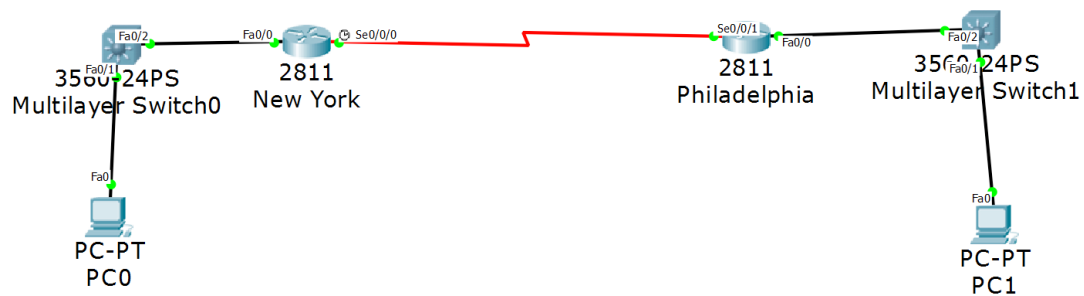 Fa0/2
Fa0/1
3560-24PS
Multilayer Switch0
Fa0/0
Se0/0/0
2811
New York
Se0/0/1
Fa0/0
2811
Philadelphia
Fa0/2
Fa0/1
3560-24PS
Multilayer Switch1
Fa0
PC-PT
PC0
Fa0
PC-PT
PC1